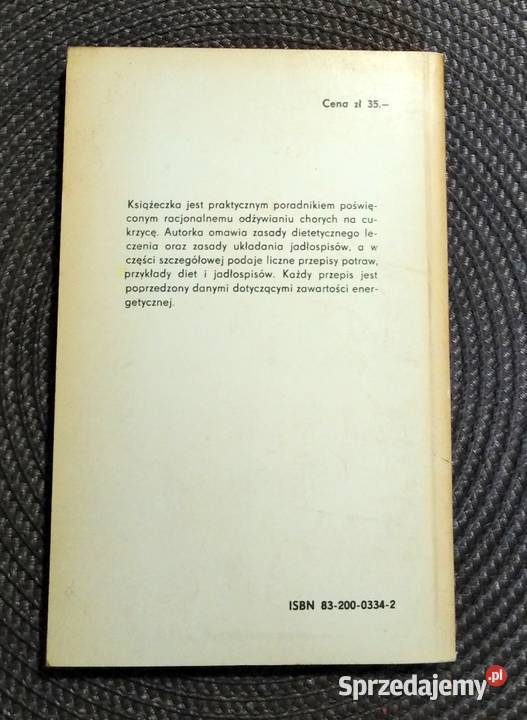 Cena zł 35.–
Książeczka jest praktycznym poradnikiem poświę-
conym racjonalnemu odżywianiu chorych na cu-
krzycę. Autorka omawia zasady dietetycznego le-
czenia oraz zasady układania jadłospisów, a w
części szczegółowej podaje liczne przepisy potraw,
przykłady diet i jadłospisów. Każdy przepis jest
poprzedzony danymi dotyczącymi zawartości ener-
getycznej.
ISBN 83-200-0334-2
Sprzedajemy.pl